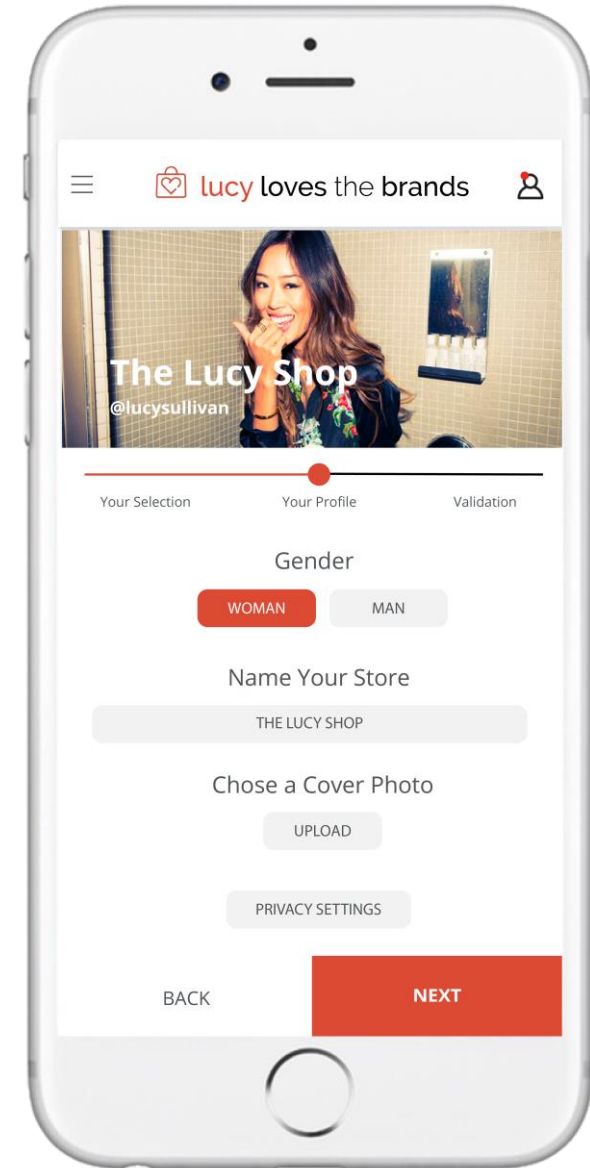 lucy loves the brands
The Lucy Shop
@lucysullivan
Your Selection Your Profile Validation
Gender
WOMAN MAN
Name Your Store
THE LUCY SHOP
Chose a Cover Photo
UPLOAD
PRIVACY SETTINGS
BACK NEXT